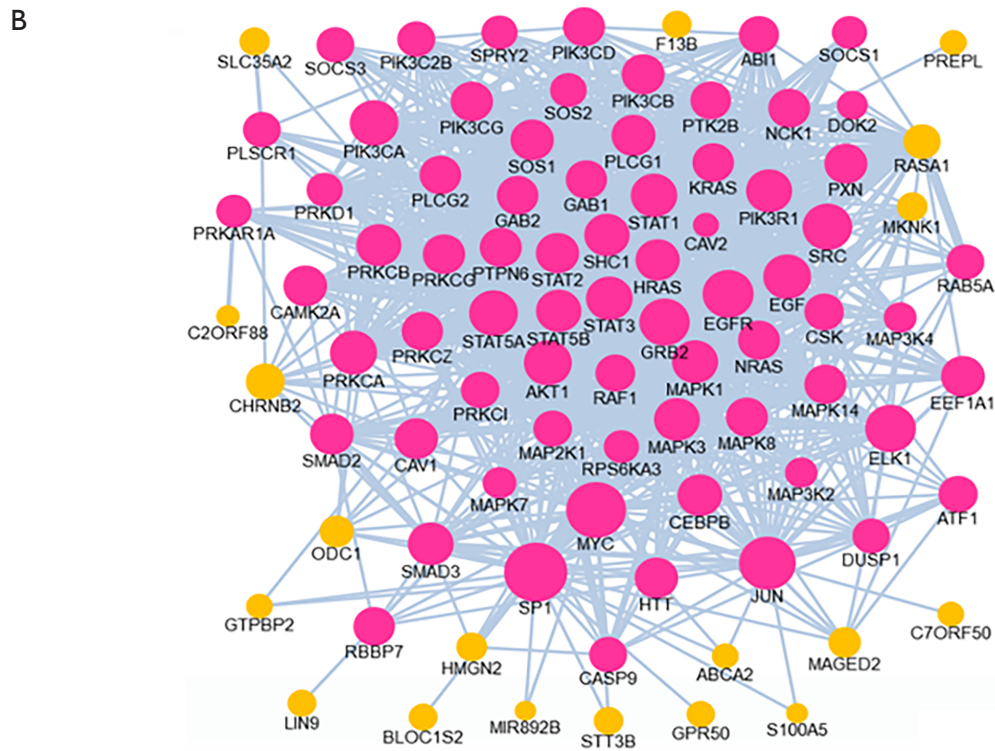 B
SLC35A2
SOCS3
PIK3C2B
SPRY2
PIK3CD
F13B
ABI1
SOCS1
PREPL
PLSCR1
PIK3CA
PIK3CG
SOS2
PIK3CB
PTK2B
NCK1
DOK2
RASA1
SOS1
PLCG1
PRKD1
PLCG2
GAB2
GAB1
STAT1
KRAS
PIK3R1
PXN
MKNK1
PRKAR1A
CAV2
SRC
PRKCB
PRKCG
PTPN6
STAT2
SHC1
HRAS
RAB5A
CAMK2A
EGF
C2ORF88
PRKCZ
STAT5A
STAT5B
STAT3
GRB2
EGFR
CSK
MAP3K4
NRAS
PRKCA
AKT1
RAF1
MAPK1
CHRNB2
PRKCI
MAPK14
EEF1A1
SMAD2
CAV1
MAP2K1
RPS6KA3
MAPK3
MAPK8
ELK1
MAPK7
MAP3K2
CEBPB
ATF1
MYC
ODC1
SMAD3
DUSP1
SP1
HTT
JUN
GTPBP2
RBBP7
HMGN2
CASP9
ABCA2
MAGED2
C7ORF50
LIN9
BLOC1S2
MIR892B
STT3B
GPR50
S100A5